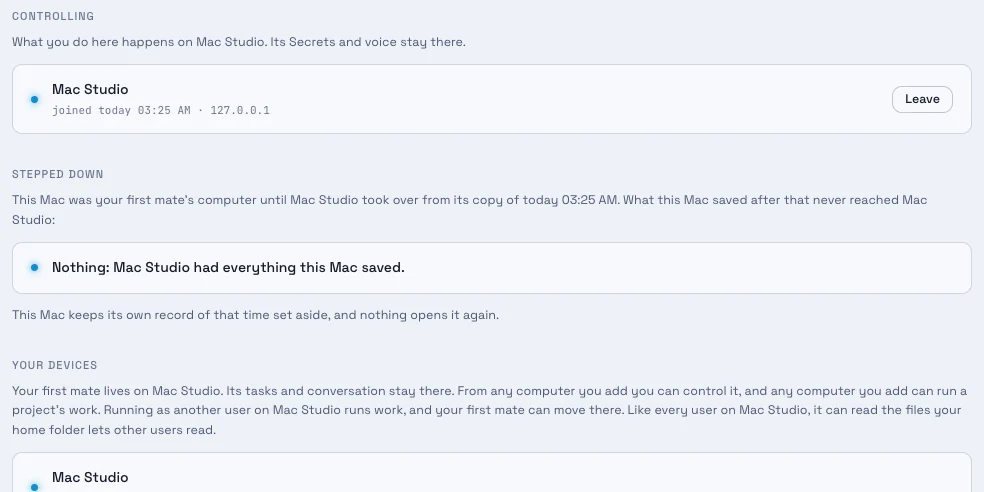 CONTROLLING
What you do here happens on Mac Studio. Its Secrets and voice stay there.
Mac Studio
joined today 03:25 AM · 127.0.0.1
Leave
STEPPED DOWN
This Mac was your first mate's computer until Mac Studio took over from its copy of today 03:25 AM. What this Mac saved after that never reached Mac
Studio:
Nothing: Mac Studio had everything this Mac saved.
This Mac keeps its own record of that time set aside, and nothing opens it again.
YOUR DEVICES
Your first mate lives on Mac Studio. Its tasks and conversation stay there. From any computer you add you can control it, and any computer you add can run a
project's work. Running as another user on Mac Studio runs work, and your first mate can move there. Like every user on Mac Studio, it can read the files your
home folder lets other users read.
Mac Studio